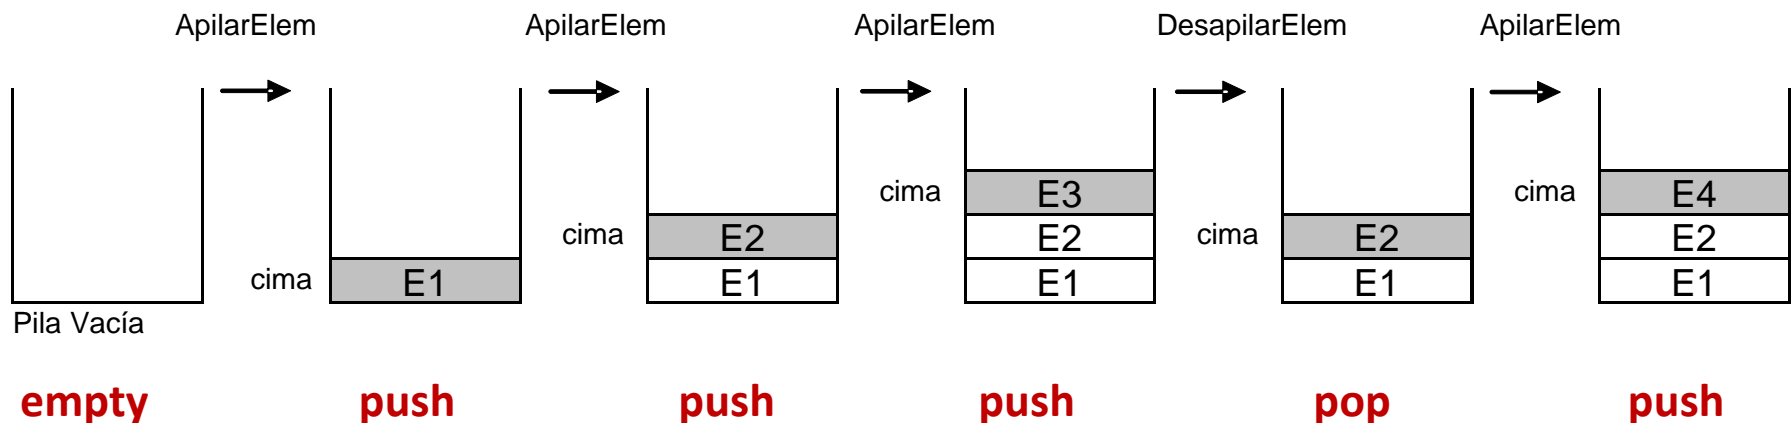 ApilarElem ApilarElem ApilarElem DesapilarElem ApilarElem
cima E3 cima E4
cima E2 E2 cima E2 E2
cima E1 E1 E1 E1 E1
Pila Vacía
empty push push push pop push